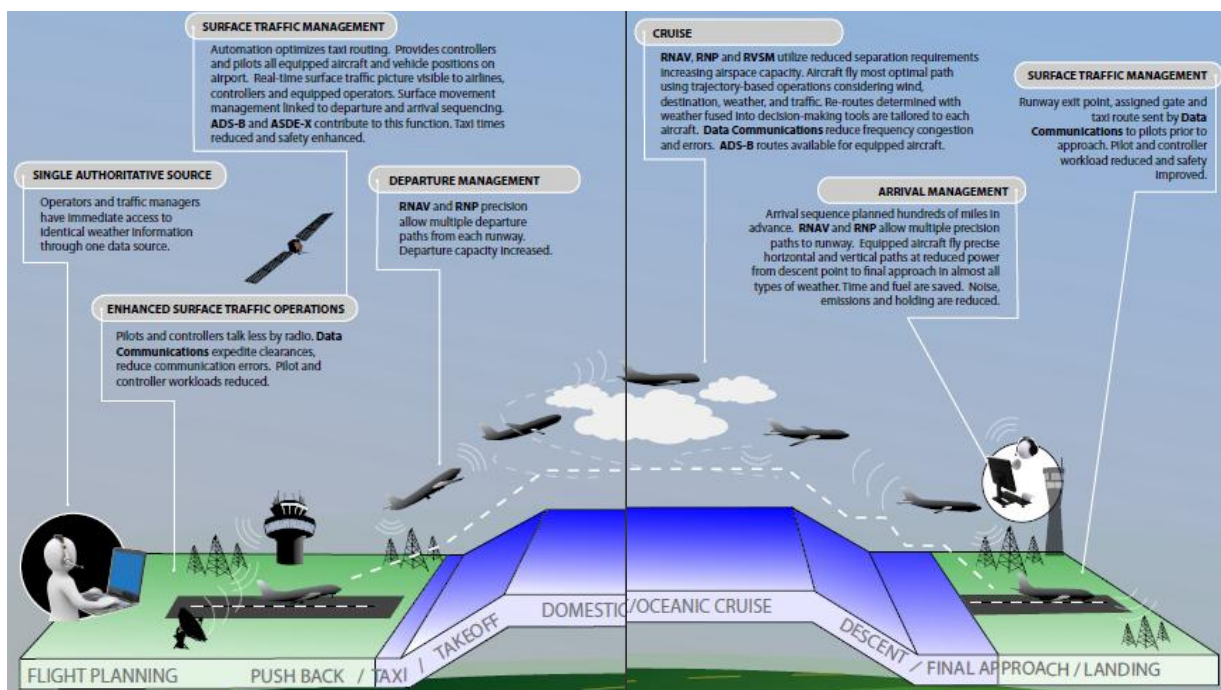 SURFACE TRAFFIC MANAGEMENT
Automation optimizes taxi routing. Provides controllers
and pilots all equipped aircraft and vehicle positions on
airport. Real-time surface traffic picture visible to airlines,
controllers and equipped operators. Surface movement
management linked to departure and arrival sequencing.
ADS-B and ASDE-X contribute to this function. Taxi times
reduced and safety enhanced.
SINGLE AUTHORITATIVE SOURCE
Operators and traffic managers
have immediate access to
identical weather information
through one data source.
DEPARTURE MANAGEMENT
RNAV and RNP precision
allow multiple departure
paths from each runway.
Departure capacity increased.
ENHANCED SURFACE TRAFFIC OPERATIONS
Pilots and controllers talk less by radio. Data
Communications expedite clearances,
reduce communication errors. Pilot and
controller workloads reduced.
CRUISE
RNAV, RNP and RVSM utilize reduced separation requirements
increasing airspace capacity. Aircraft fly most optimal path
using trajectory-based operations considering wind,
destination, weather, and traffic. Re-routes determined with
weather fused into decision-making tools are tailored to each
aircraft. Data Communications reduce frequency congestion
and errors. ADS-B routes available for equipped aircraft.
SURFACE TRAFFIC MANAGEMENT
Runway exit point, assigned gate and
taxi route sent by Data
Communications to pilots prior to
approach. Pilot and controller
workload reduced and safety
improved.
ARRIVAL MANAGEMENT
Arrival sequence planned hundreds of miles in
advance. RNAV and RNP allow multiple precision
paths to runway. Equipped aircraft fly precise
horizontal and vertical paths at reduced power
from descent point to final approach in almost all
types of weather. Time and fuel are saved. Noise,
emissions and holding are reduced.
FLIGHT PLANNING
PUSH BACK / TAXI / TAKEOFF
DOMESTIC/OCEANIC CRUISE
DESCENT / FINAL APPROACH / LANDING